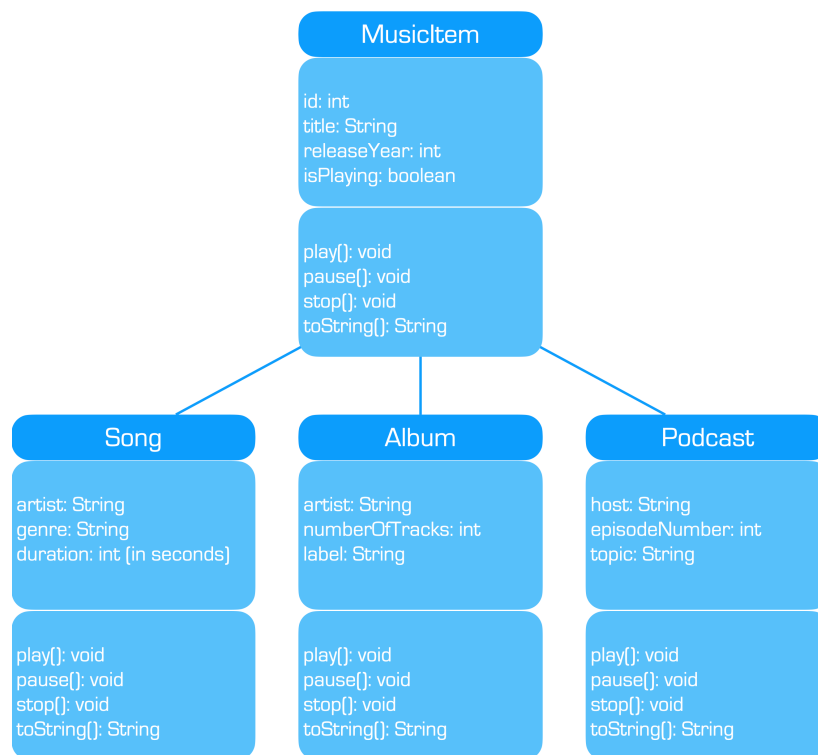 MusicItem
id: int
title: String
releaseYear: int
isPlaying: boolean
play(): void
pause(): void
stop(): void
toString(): String
Song
artist: String
genre: String
duration: int (in seconds)
play(): void
pause(): void
stop(): void
toString(): String
Album
artist: String
numberOfTracks: int
label: String
play(): void
pause(): void
stop(): void
toString(): String
Podcast
host: String
episodeNumber: int
topic: String
play(): void
pause(): void
stop(): void
toString(): String